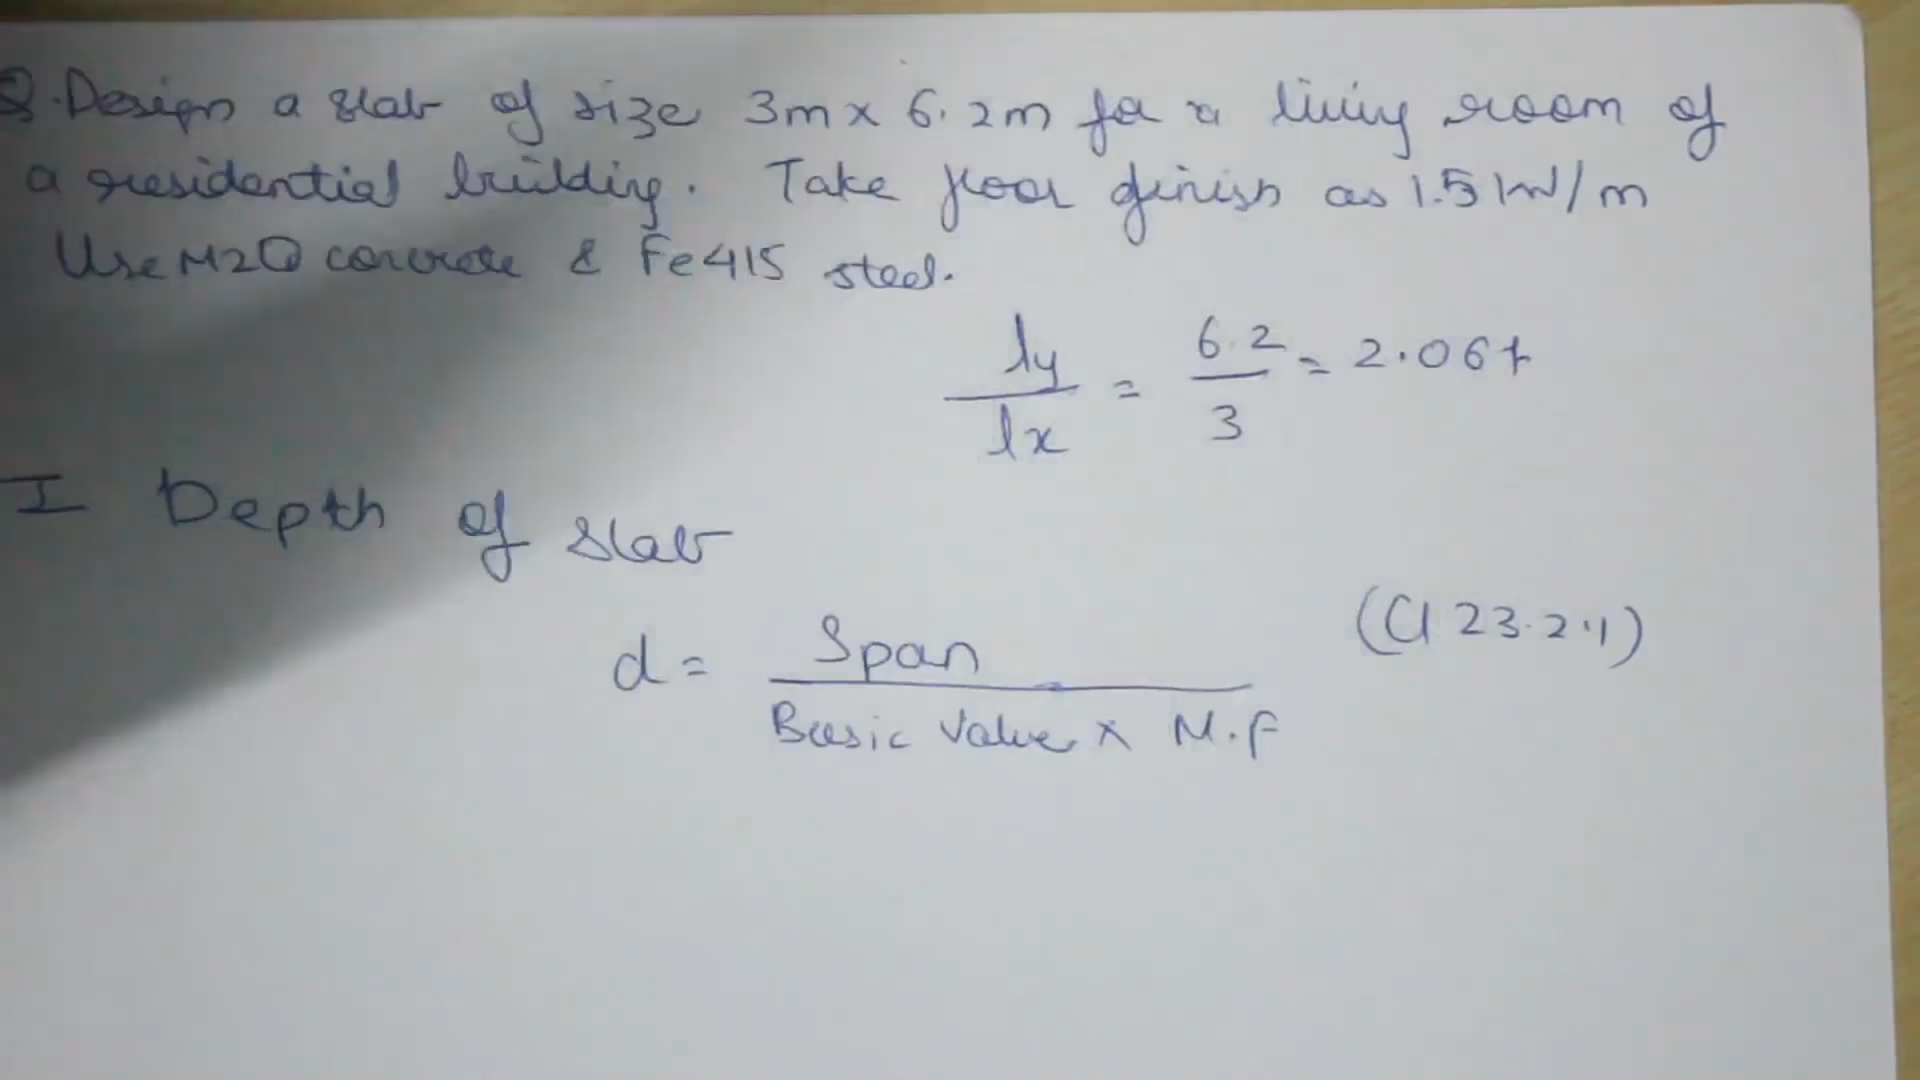 Q. Design a slab of size 3m x 6.2m for a living room of
a residential building. Take floor finish as 1.5 kN/m
Use M20 concrete & Fe415 steel.
ly/lx = 6.2/3 = 2.067
I Depth of slab
d = Span / Basic Value x M.F (Cl 23.2.1)